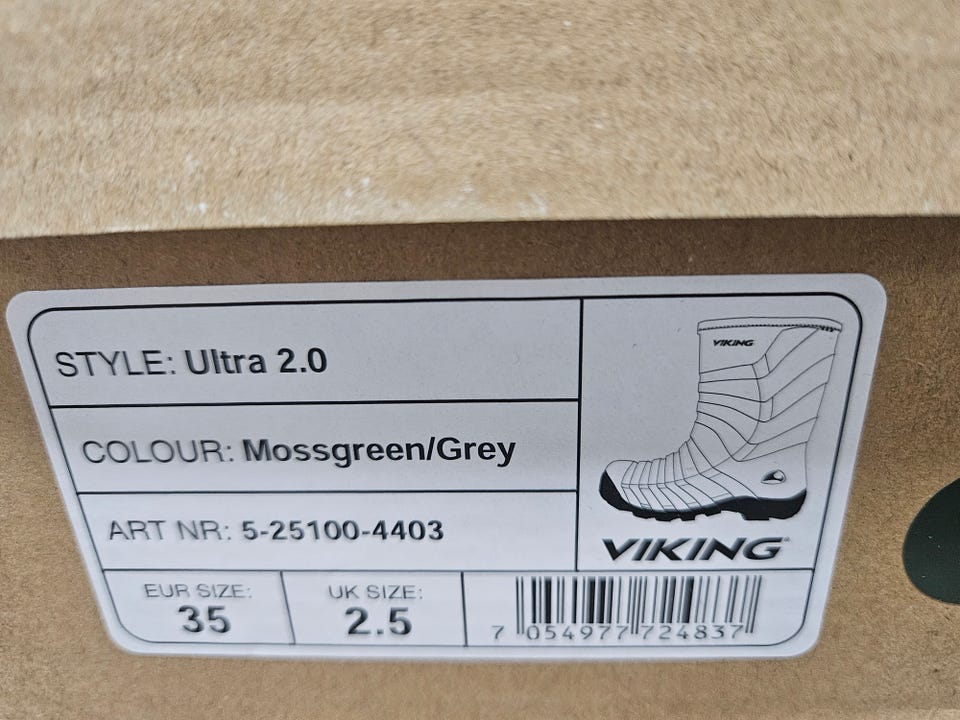 STYLE: Ultra 2.0
COLOUR: Mossgreen/Grey
ART NR: 5-25100-4403
EUR SIZE:
35
UK SIZE:
2.5
7 054977 724837
VIKING
VIKING®